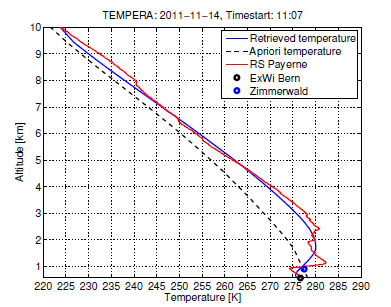 TEMPERA: 2011-11-14, Timestart: 11:07
Retrieved temperature
Apriori temperature
RS Payerne
ExWi Bern
Zimmerwald
Altitude [km]
10
9
8
7
6
5
4
3
2
1
220 225 230 235 240 245 250 255 260 265 270 275 280 285 290
Temperature [K]